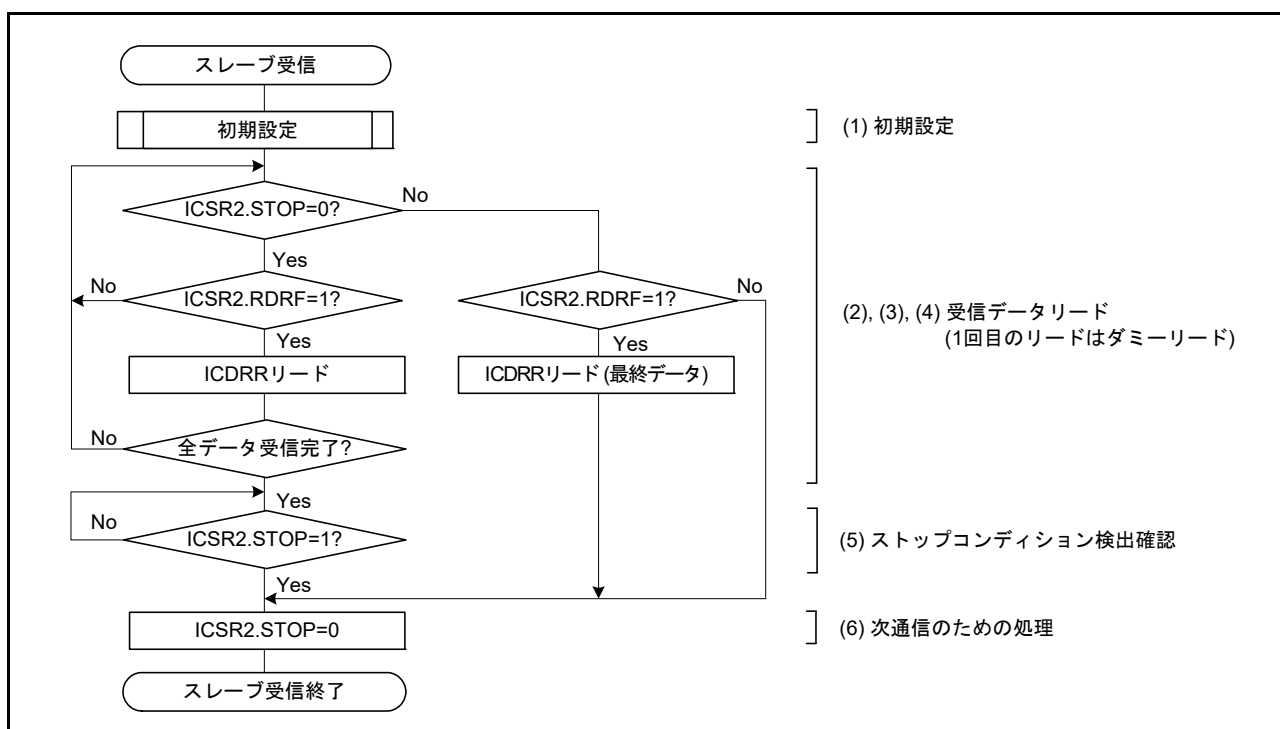 スレーブ受信
初期設定
(1) 初期設定
ICSR2.STOP=0?
No
Yes
No
ICSR2.RDRF=1?
ICSR2.RDRF=1?
No
(2), (3), (4) 受信データリード
(1回目のリードはダミーリード)
Yes
Yes
ICDRRリード
ICDRRリード (最終データ)
No
全データ受信完了?
Yes
No
ICSR2.STOP=1?
(5) ストップコンディション検出確認
Yes
ICSR2.STOP=0
(6) 次通信のための処理
スレーブ受信終了